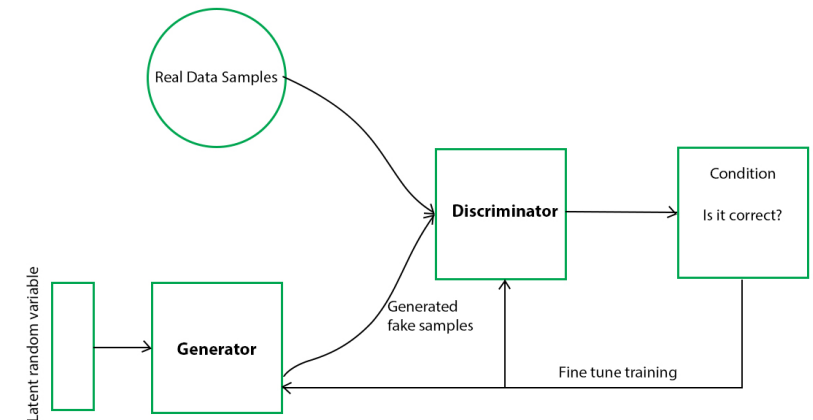 Real Data Samples
Discriminator
Condition
Is it correct?
Latent random variable
Generator
Generated
fake samples
Fine tune training